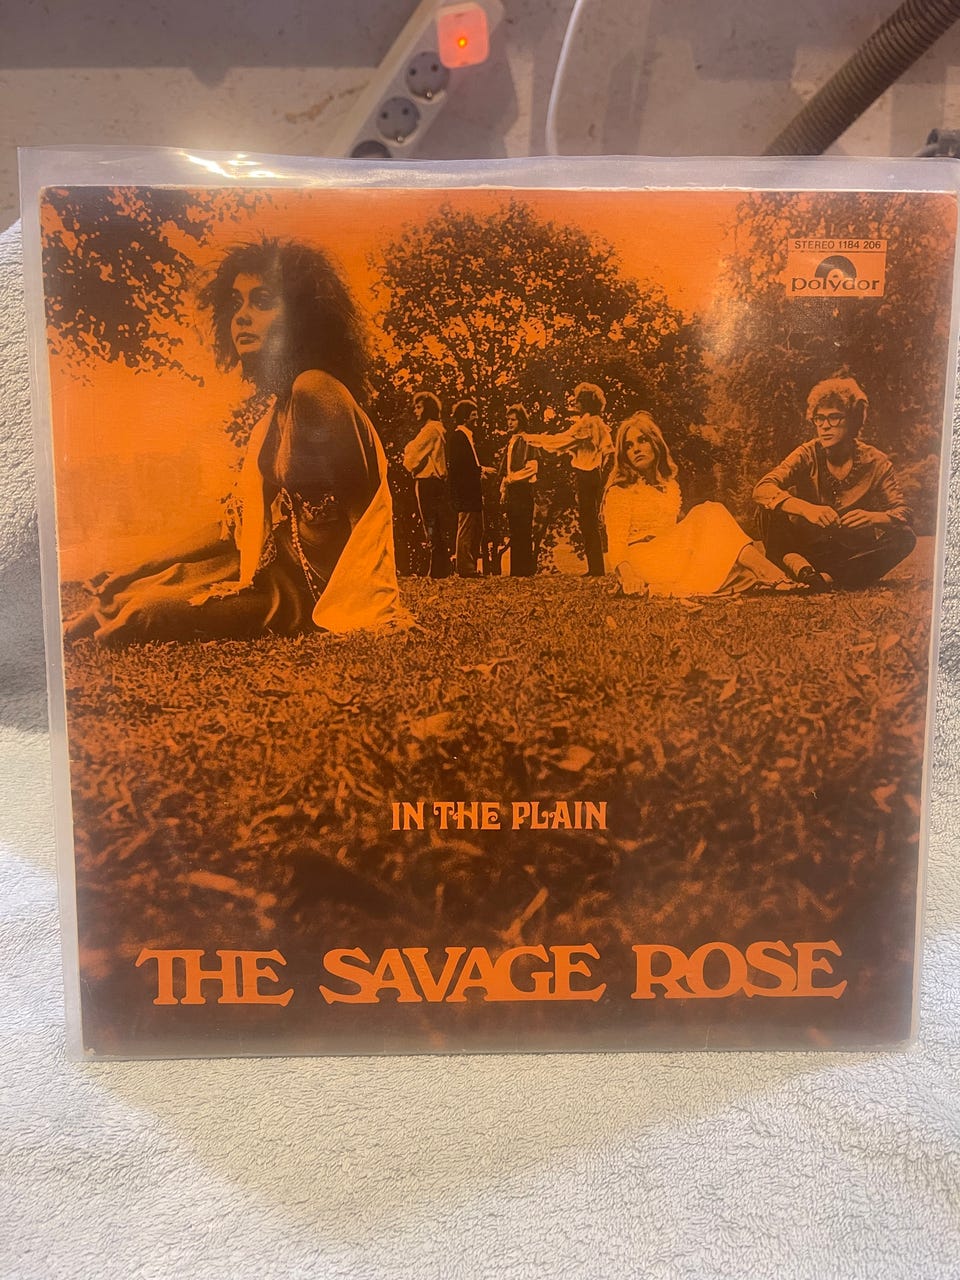 STEREO 1184 206
polydor
IN THE PLAIN
THE SAVAGE ROSE